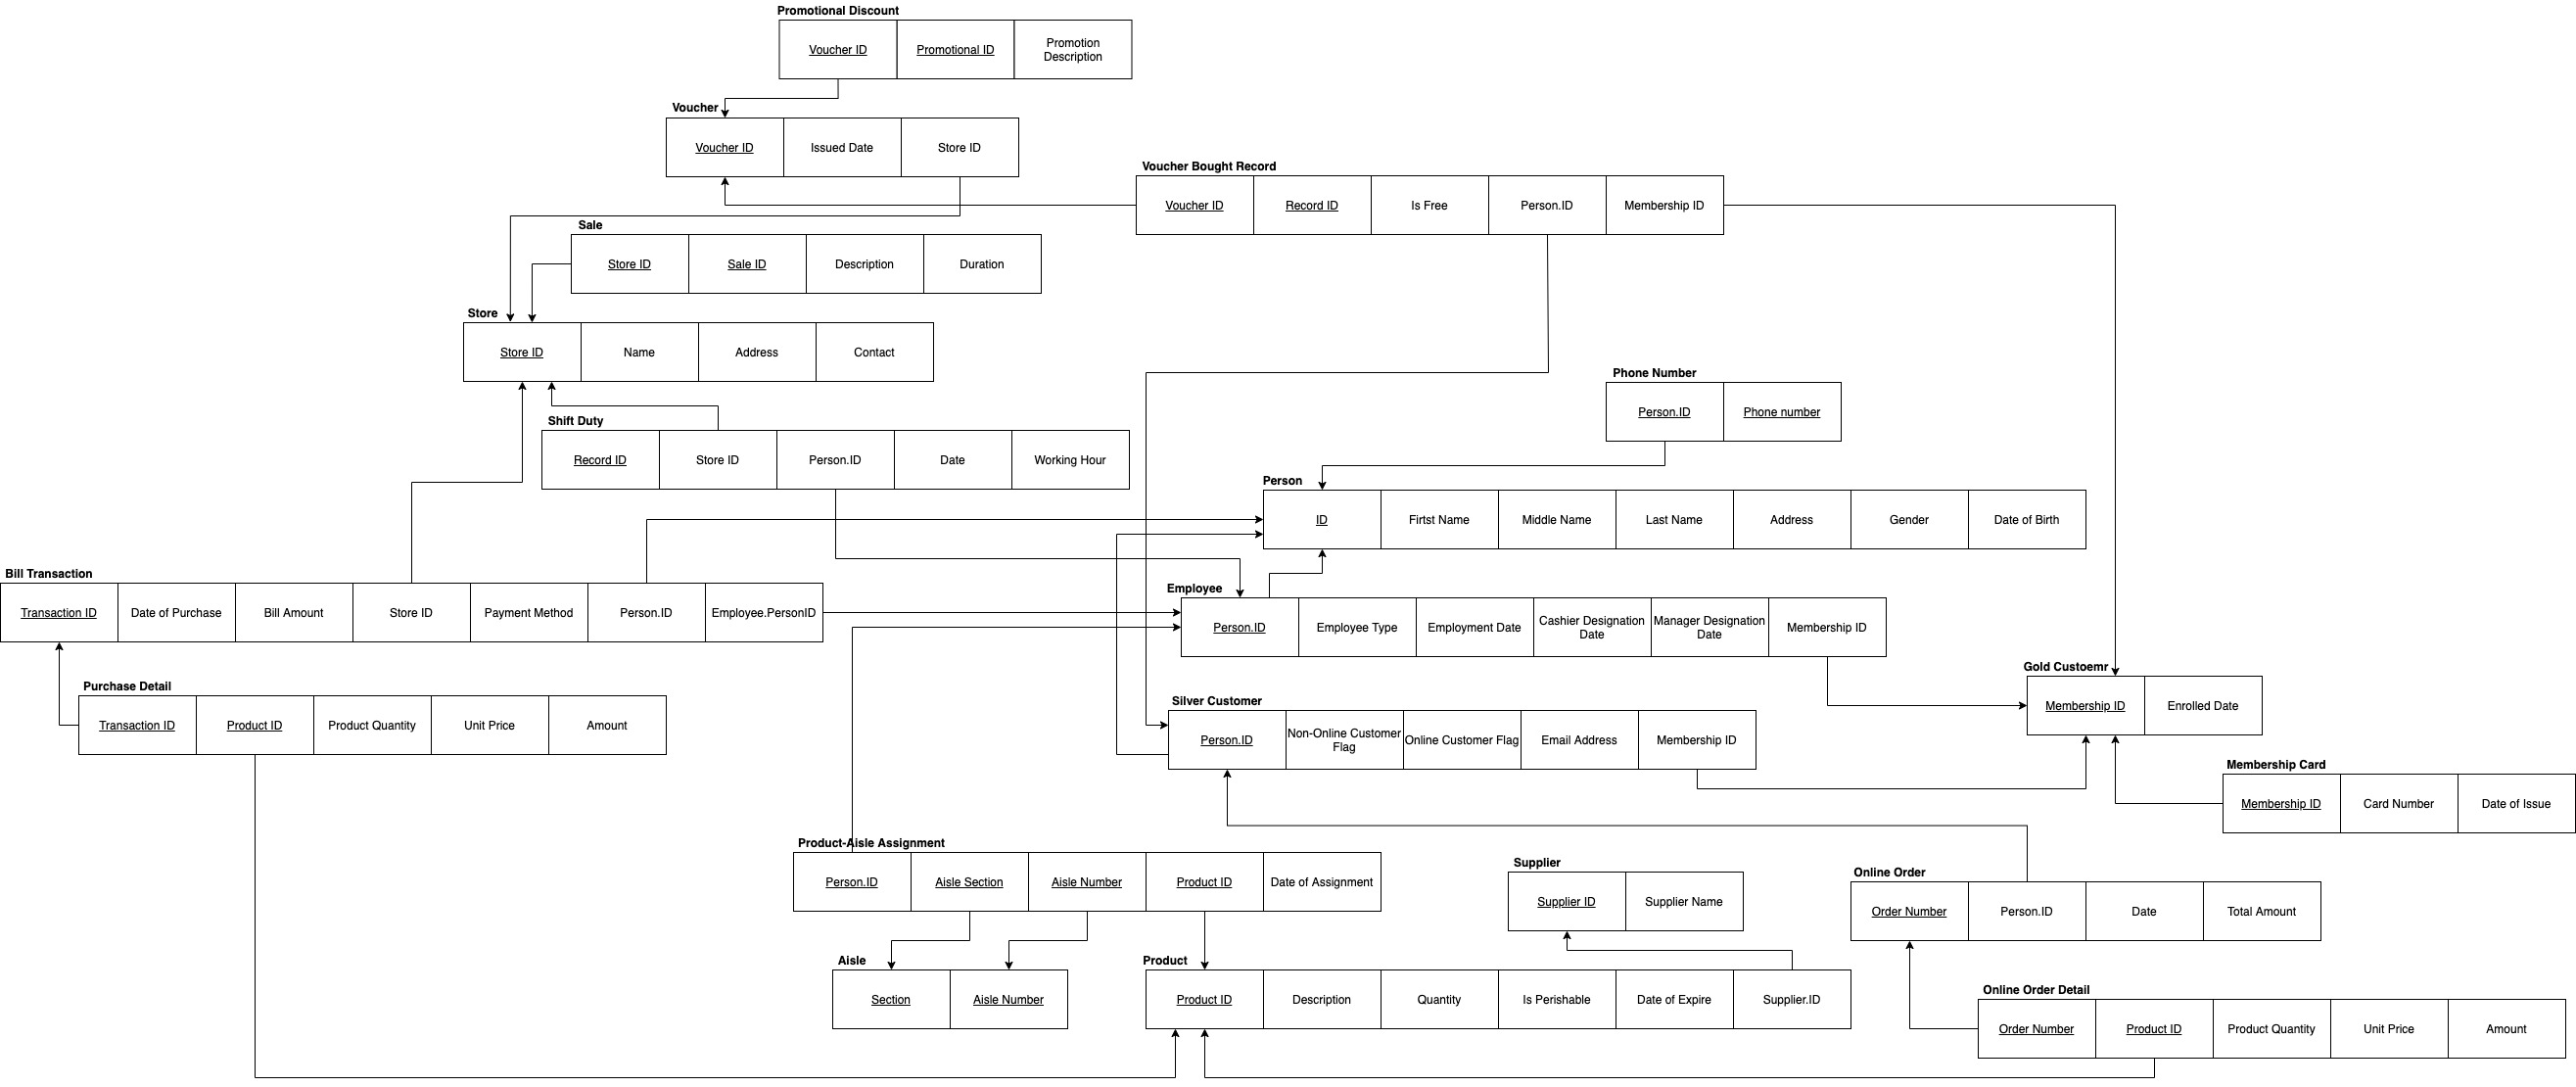 Promotional Discount
Voucher ID
Promotional ID
Promotion
Description
Voucher
Voucher ID
Issued Date
Store ID
Voucher Bought Record
Voucher ID
Record ID
Is Free
Person.ID
Membership ID
Sale
Store ID
Sale ID
Description
Duration
Store
Store ID
Name
Address
Contact
Phone Number
Person.ID
Phone number
Shift Duty
Record ID
Store ID
Person.ID
Date
Working Hour
Person
ID
Firtst Name
Middle Name
Last Name
Address
Gender
Date of Birth
Bill Transaction
Transaction ID
Date of Purchase
Bill Amount
Store ID
Payment Method
Person.ID
Employee.PersonID
Employee
Person.ID
Employee Type
Employment Date
Cashier Designation
Date
Manager Designation
Date
Membership ID
Gold Custoemr
Membership ID
Enrolled Date
Purchase Detail
Transaction ID
Product ID
Product Quantity
Unit Price
Amount
Silver Customer
Person.ID
Non-Online Customer
Flag
Online Customer Flag
Email Address
Membership ID
Membership Card
Membership ID
Card Number
Date of Issue
Product-Aisle Assignment
Person.ID
Aisle Section
Aisle Number
Product ID
Date of Assignment
Supplier
Supplier ID
Supplier Name
Online Order
Order Number
Person.ID
Date
Total Amount
Aisle
Section
Aisle Number
Product
Product ID
Description
Quantity
Is Perishable
Date of Expire
Supplier.ID
Online Order Detail
Order Number
Product ID
Product Quantity
Unit Price
Amount